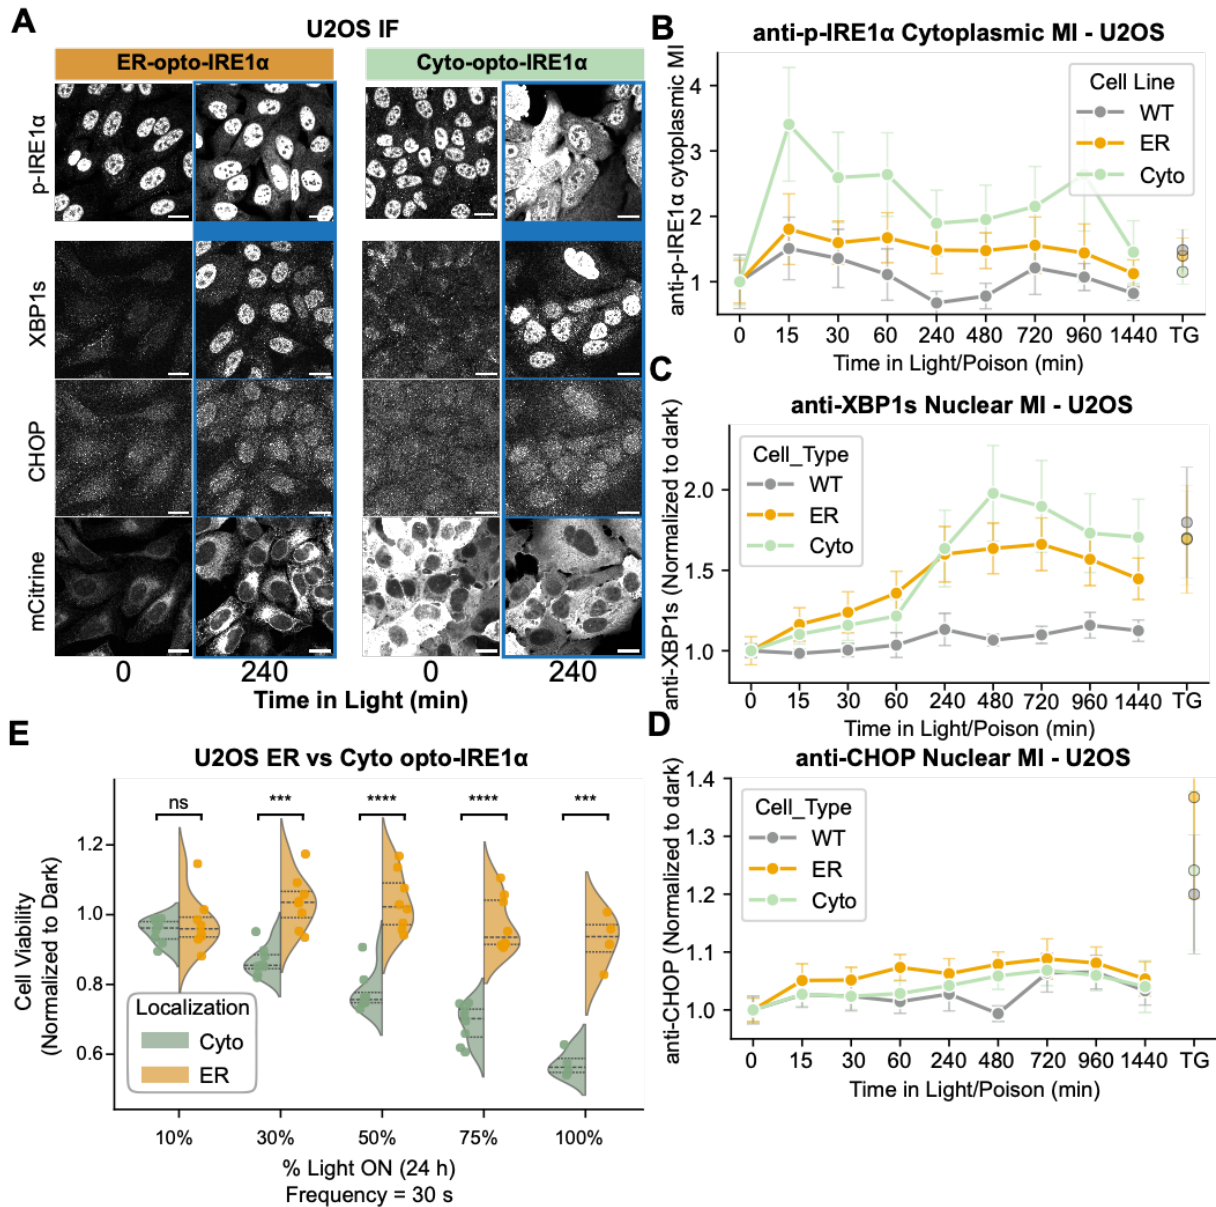 A
U2OS IF
ER-opto-IRE1α
Cyto-opto-IRE1α
p-IRE1α
XBP1s
CHOP
mCitrine
0
240
0
240
Time in Light (min)
B
anti-p-IRE1α Cytoplasmic MI - U2OS
anti-p-IRE1α cytoplasmic MI
4
3
2
1
Cell Line
WT
ER
Cyto
0 15 30 60 240 480 720 960 1440 TG
Time in Light/Poison (min)
C
anti-XBP1s Nuclear MI - U2OS
anti-XBP1s (Normalized to dark)
2.0
1.5
1.0
Cell_Type
WT
ER
Cyto
0 15 30 60 240 480 720 960 1440 TG
Time in Light/Poison (min)
D
anti-CHOP Nuclear MI - U2OS
anti-CHOP (Normalized to dark)
1.4
1.3
1.2
1.1
1.0
Cell_Type
WT
ER
Cyto
0 15 30 60 240 480 720 960 1440 TG
Time in Light/Poison (min)
E
U2OS ER vs Cyto opto-IRE1α
Cell Viability
(Normalized to Dark)
1.2
1.0
0.8
0.6
ns *** **** **** ***
Localization
Cyto
ER
10% 30% 50% 75% 100%
% Light ON (24 h)
Frequency = 30 s